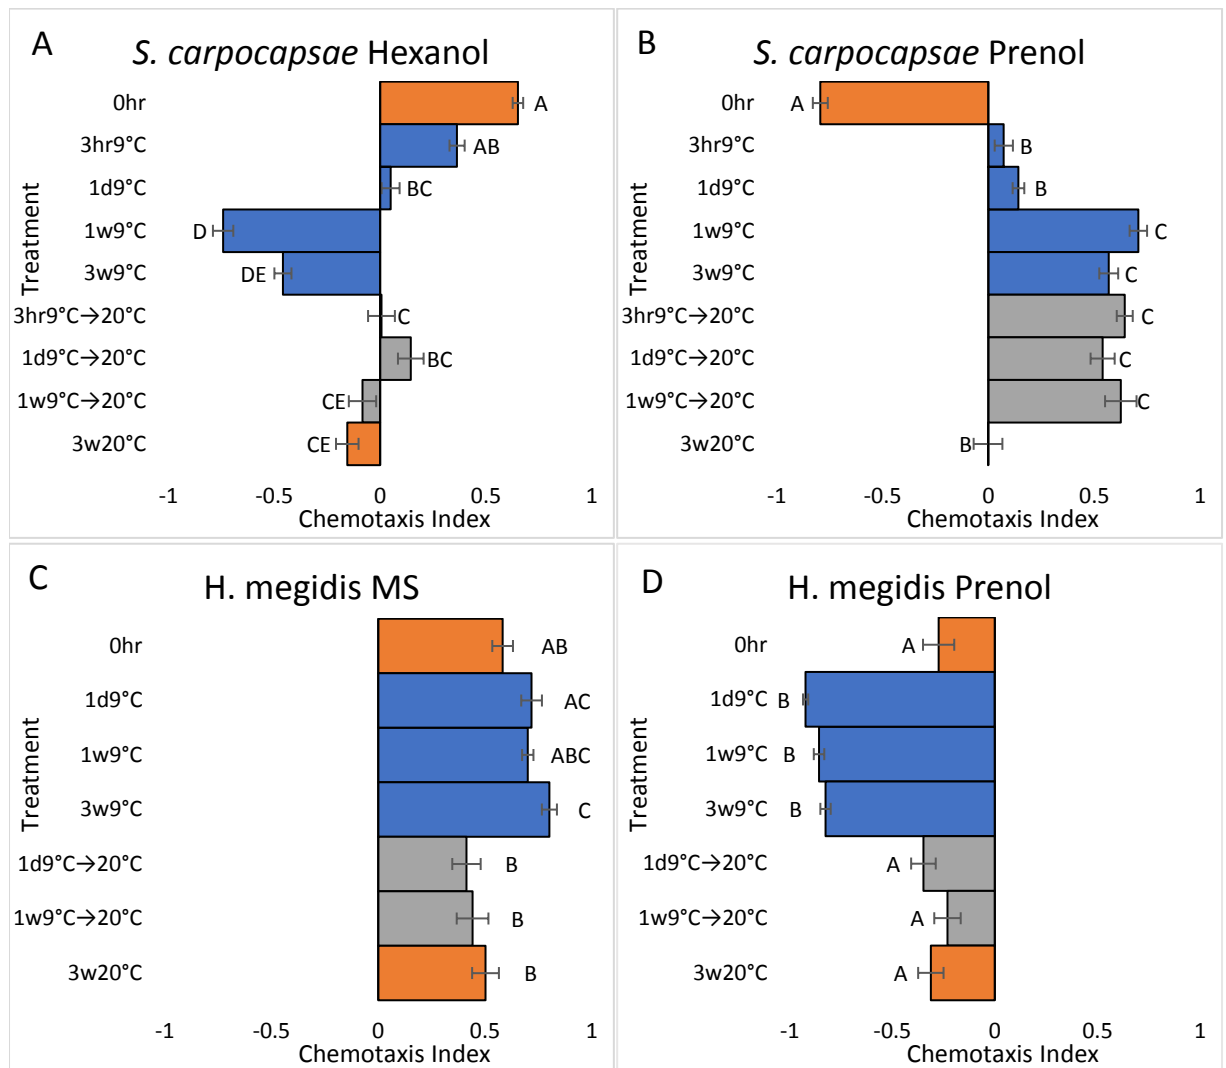 A
S. carpocapsae Hexanol
Treatment
0hr
A
3hr9°C
AB
1d9°C
BC
1w9°C
D
3w9°C
DE
3hr9°C→20°C
C
1d9°C→20°C
BC
1w9°C→20°C
CE
3w20°C
CE
-1 -0.5 0 0.5 1
Chemotaxis Index
B
S. carpocapsae Prenol
Treatment
0hr
A
3hr9°C
B
1d9°C
B
1w9°C
C
3w9°C
C
3hr9°C→20°C
C
1d9°C→20°C
C
1w9°C→20°C
C
3w20°C
B
-1 -0.5 0 0.5 1
Chemotaxis Index
C
H. megidis MS
Treatment
0hr
AB
1d9°C
AC
1w9°C
ABC
3w9°C
C
1d9°C→20°C
B
1w9°C→20°C
B
3w20°C
B
-1 -0.5 0 0.5 1
Chemotaxis Index
D
H. megidis Prenol
Treatment
0hr
A
1d9°C
B
1w9°C
B
3w9°C
B
1d9°C→20°C
A
1w9°C→20°C
A
3w20°C
A
-1 -0.5 0 0.5 1
Chemotaxis Index